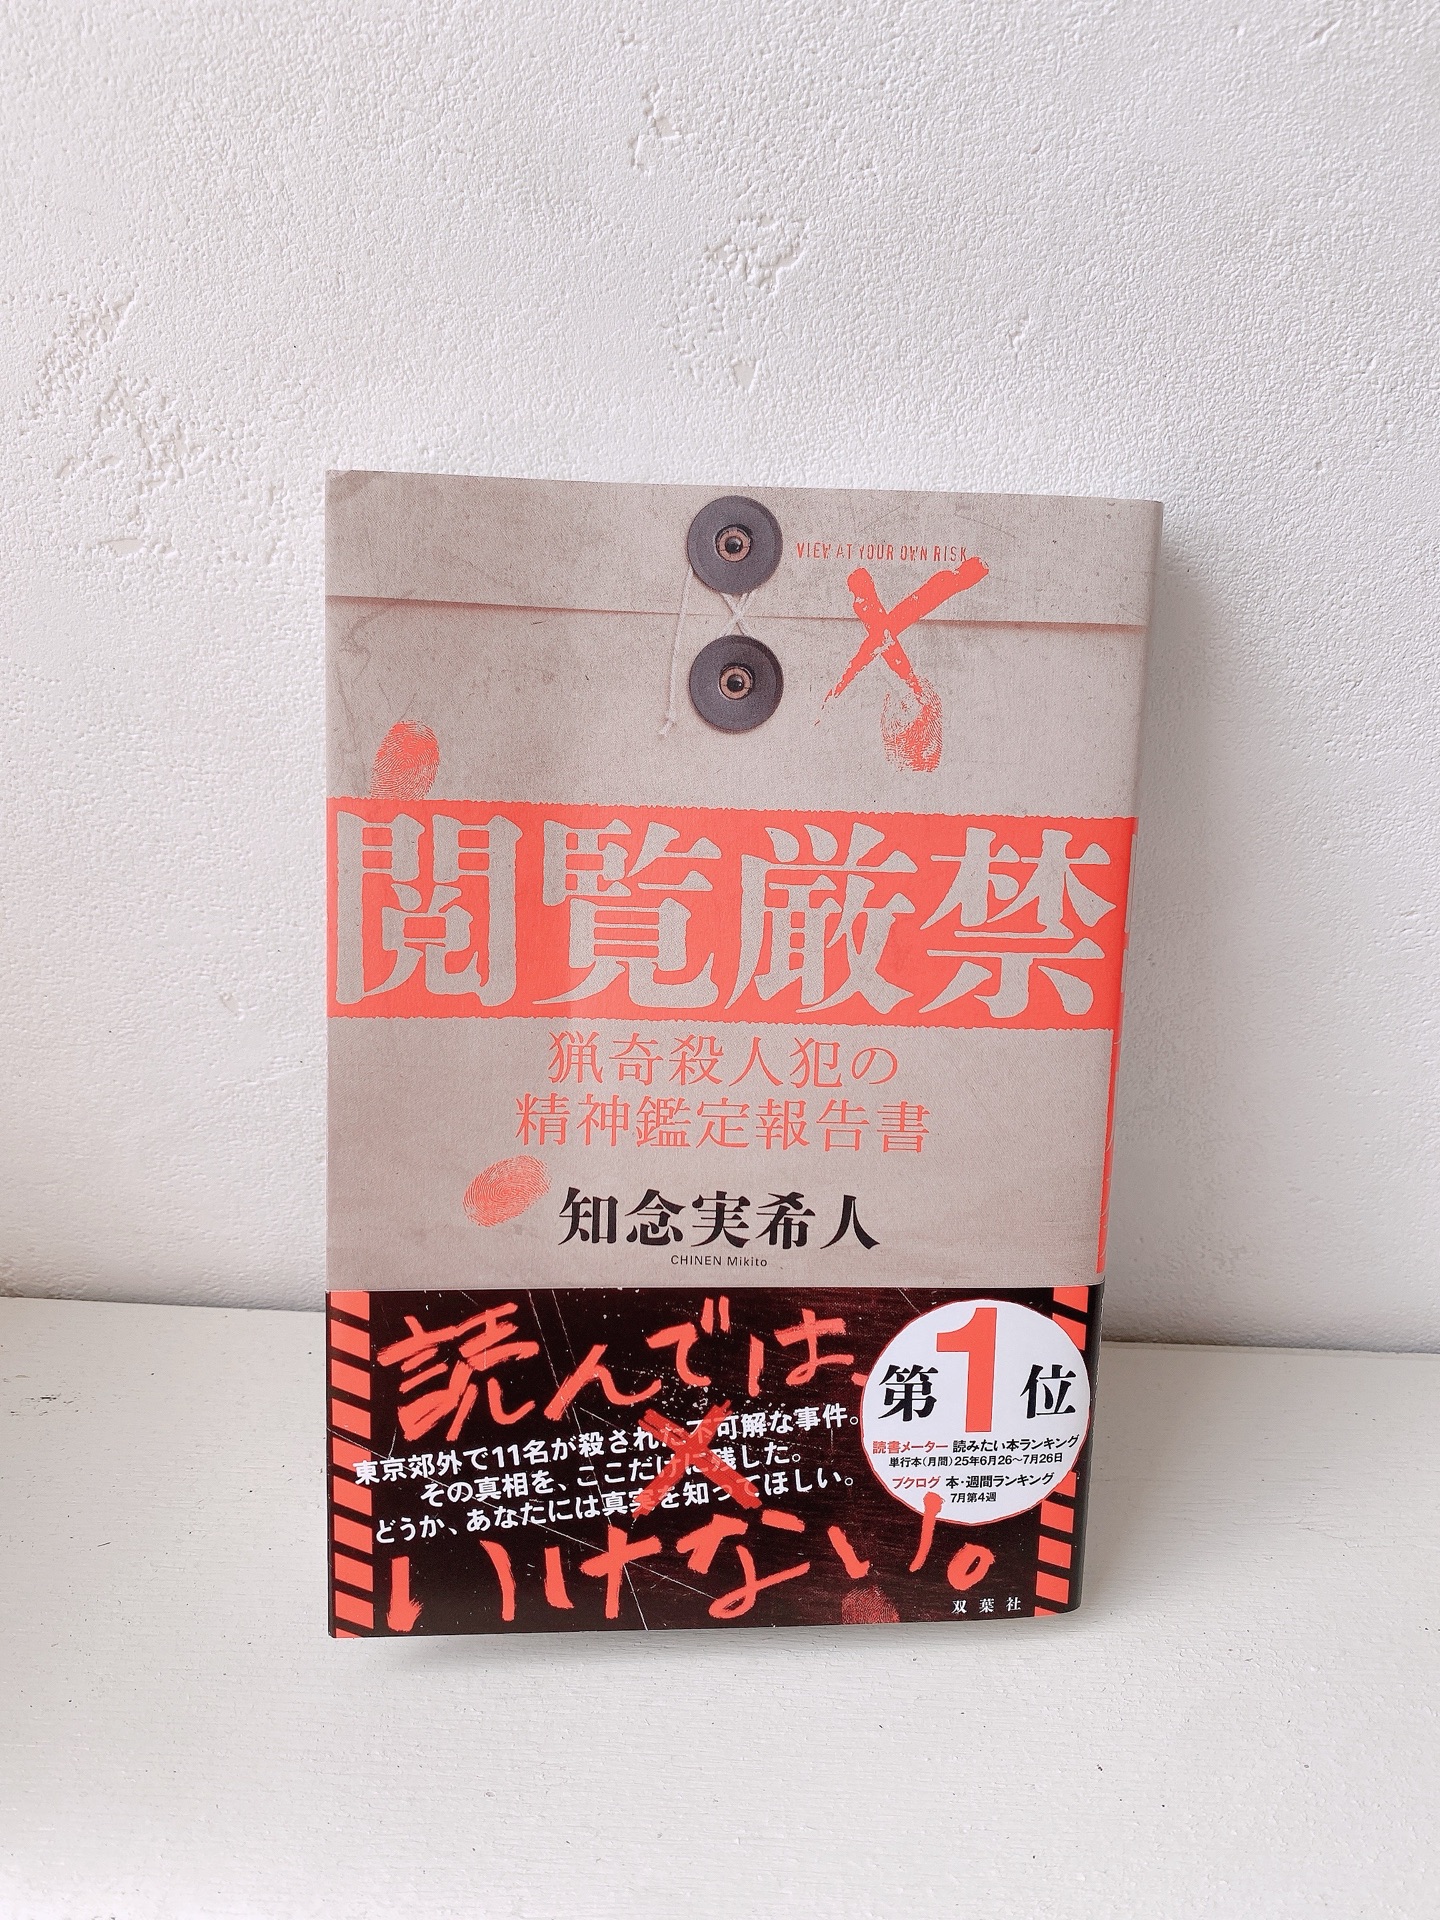 VIEW AT YOUR OWN RISK
閲覧厳禁
猟奇殺人犯の
精神鑑定報告書
知念実希人
CHINEN Mikito
読んでは、
東京郊外で11名が殺された不可解な事件。
その真相を、ここだけに残した。
どうか、あなたには真実を知ってほしい。
いけない。
第1位
読書メーター 読みたい本ランキング
単行本(月間)25年6月26〜7月26日
ブクログ 本・週間ランキング
7月第4週
双葉社